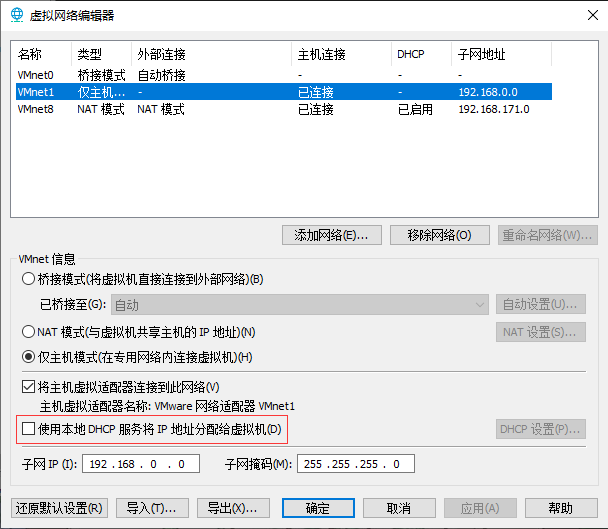 虚拟网络编辑器
名称 类型 外部连接 主机连接 DHCP 子网地址
VMnet0 桥接模式 自动桥接 - - -
VMnet1 仅主机... - 已连接 - 192.168.0.0
VMnet8 NAT 模式 NAT 模式 已连接 已启用 192.168.171.0
添加网络(E)... 移除网络(O) 重命名网络(W)...
VMnet 信息
桥接模式(将虚拟机直接连接到外部网络)(B)
已桥接至(G): 自动 自动设置(U)...
NAT 模式(与虚拟机共享主机的 IP 地址)(N) NAT 设置(S)...
仅主机模式(在专用网络内连接虚拟机)(H)
将主机虚拟适配器连接到此网络(V)
主机虚拟适配器名称: VMware 网络适配器 VMnet1
使用本地 DHCP 服务将 IP 地址分配给虚拟机(D) DHCP 设置(P)...
子网 IP (I): 192 .168 . 0 . 0 子网掩码(M): 255 .255 .255 . 0
还原默认设置(R) 导入(T)... 导出(X)... 确定 取消 应用(A) 帮助